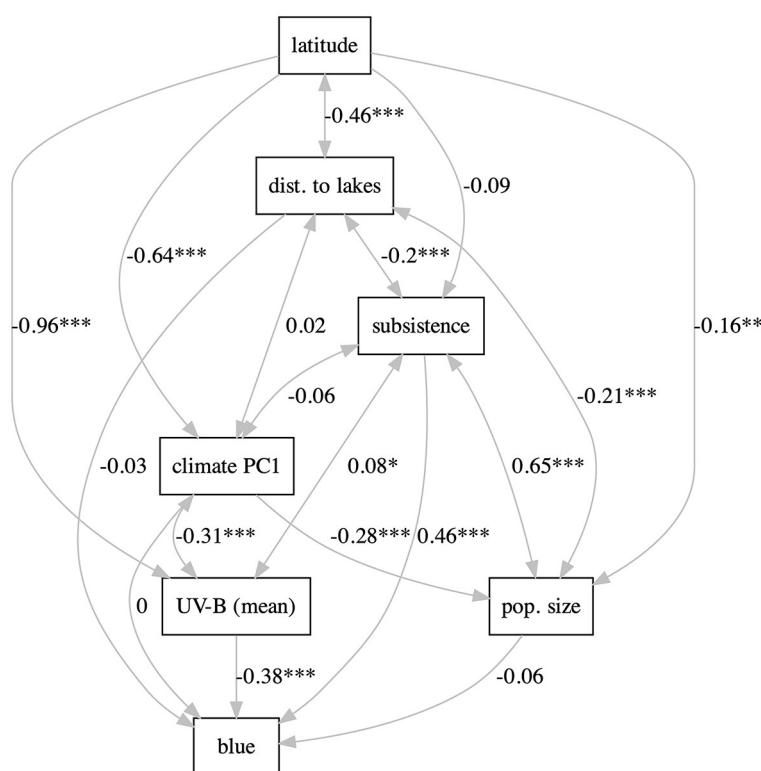 latitude
-0.46***
dist. to lakes
-0.09
-0.64***
-0.2***
-0.96***
0.02
subsistence
-0.16**
-0.06
-0.21***
-0.03
climate PC1
0.08*
0.65***
-0.31***
-0.28***
0.46***
0
UV-B (mean)
pop. size
-0.38***
-0.06
blue